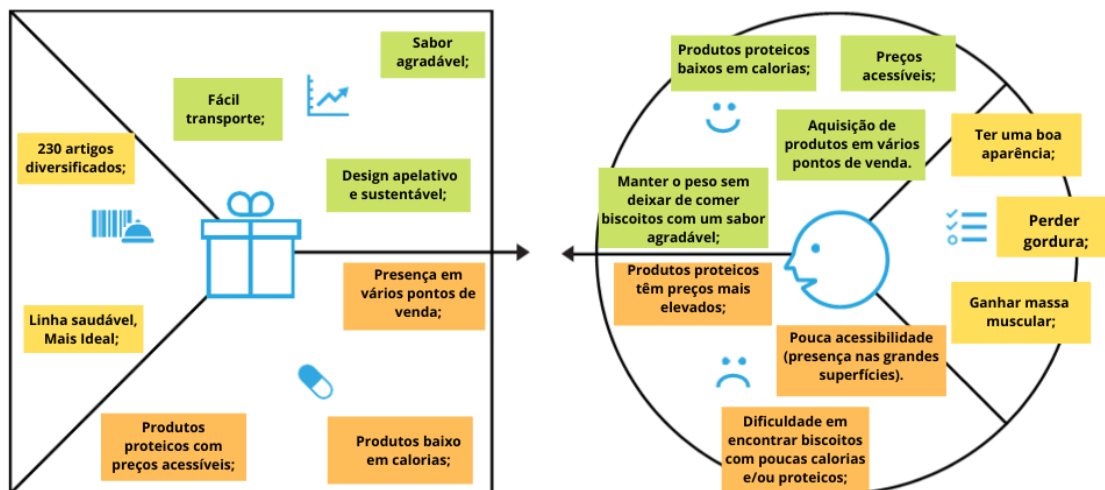 Sabor
agradável;
Fácil
transporte;
230 artigos
diversificados;
Design apelativo
e sustentável;
Linha saudável,
Mais Ideal;
Presença em
vários pontos de
venda;
Produtos
proteicos com
preços acessíveis;
Produtos baixo
em calorias;
Produtos proteicos
baixos em calorias;
Preços
acessíveis;
Aquisição de
produtos em vários
pontos de venda.
Manter o peso sem
deixar de comer
biscoitos com um sabor
agradável;
Ter uma boa
aparência;
Perder
gordura;
Ganhar massa
muscular;
Produtos proteicos
têm preços mais
elevados;
Pouca acessibilidade
(presença nas grandes
superfícies).
Dificuldade em
encontrar biscoitos
com poucas calorias
e/ou proteicos;